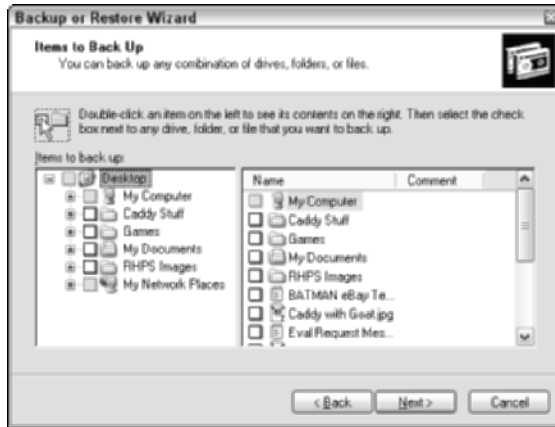 Backup or Restore Wizard
Items to Back Up
You can back up any combination of drives, folders, or files.
Double-click an item on the left to see its contents on the right. Then select the check
box next to any drive, folder, or file that you want to back up.
Items to back up:
Desktop
My Computer
Caddy Stuff
Games
My Documents
RHPS Images
My Network Places
Name Comment
My Computer
Caddy Stuff
Games
My Documents
RHPS Images
BATMAN eBay Te...
Caddy with Goat.jpg
Eval Request Mes...
< Back Next > Cancel